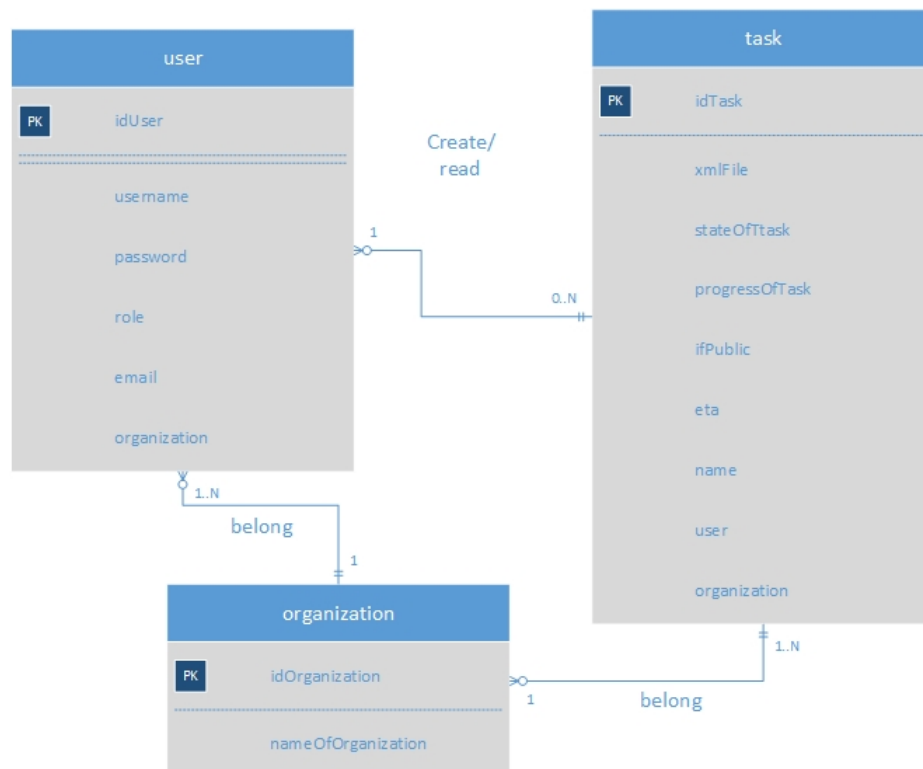 user
PK
idUser
username
password
role
email
organization
Create/
read
1
0..N
task
PK
idTask
xmlFile
stateOfTtask
progressOfTask
ifPublic
eta
name
user
organization
1..N
belong
1
organization
PK
idOrganization
nameOfOrganization
1..N
1
belong